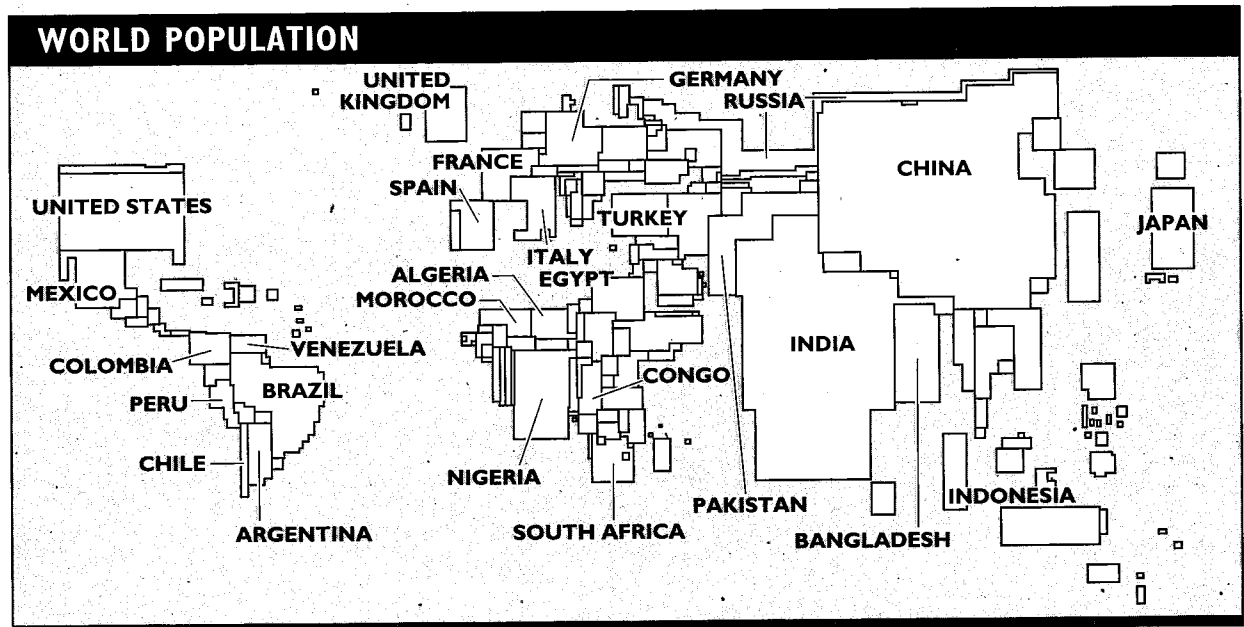 WORLD POPULATION
UNITED
KINGDOM
GERMANY
RUSSIA
FRANCE
SPAIN
CHINA
UNITED STATES
TURKEY
JAPAN
ITALY
EGYPT
ALGERIA
MEXICO
MOROCCO
VENEZUELA
INDIA
COLOMBIA
CONGO
BRAZIL
PERU
CHILE
NIGERIA
PAKISTAN
INDONESIA
ARGENTINA
SOUTH AFRICA
BANGLADESH